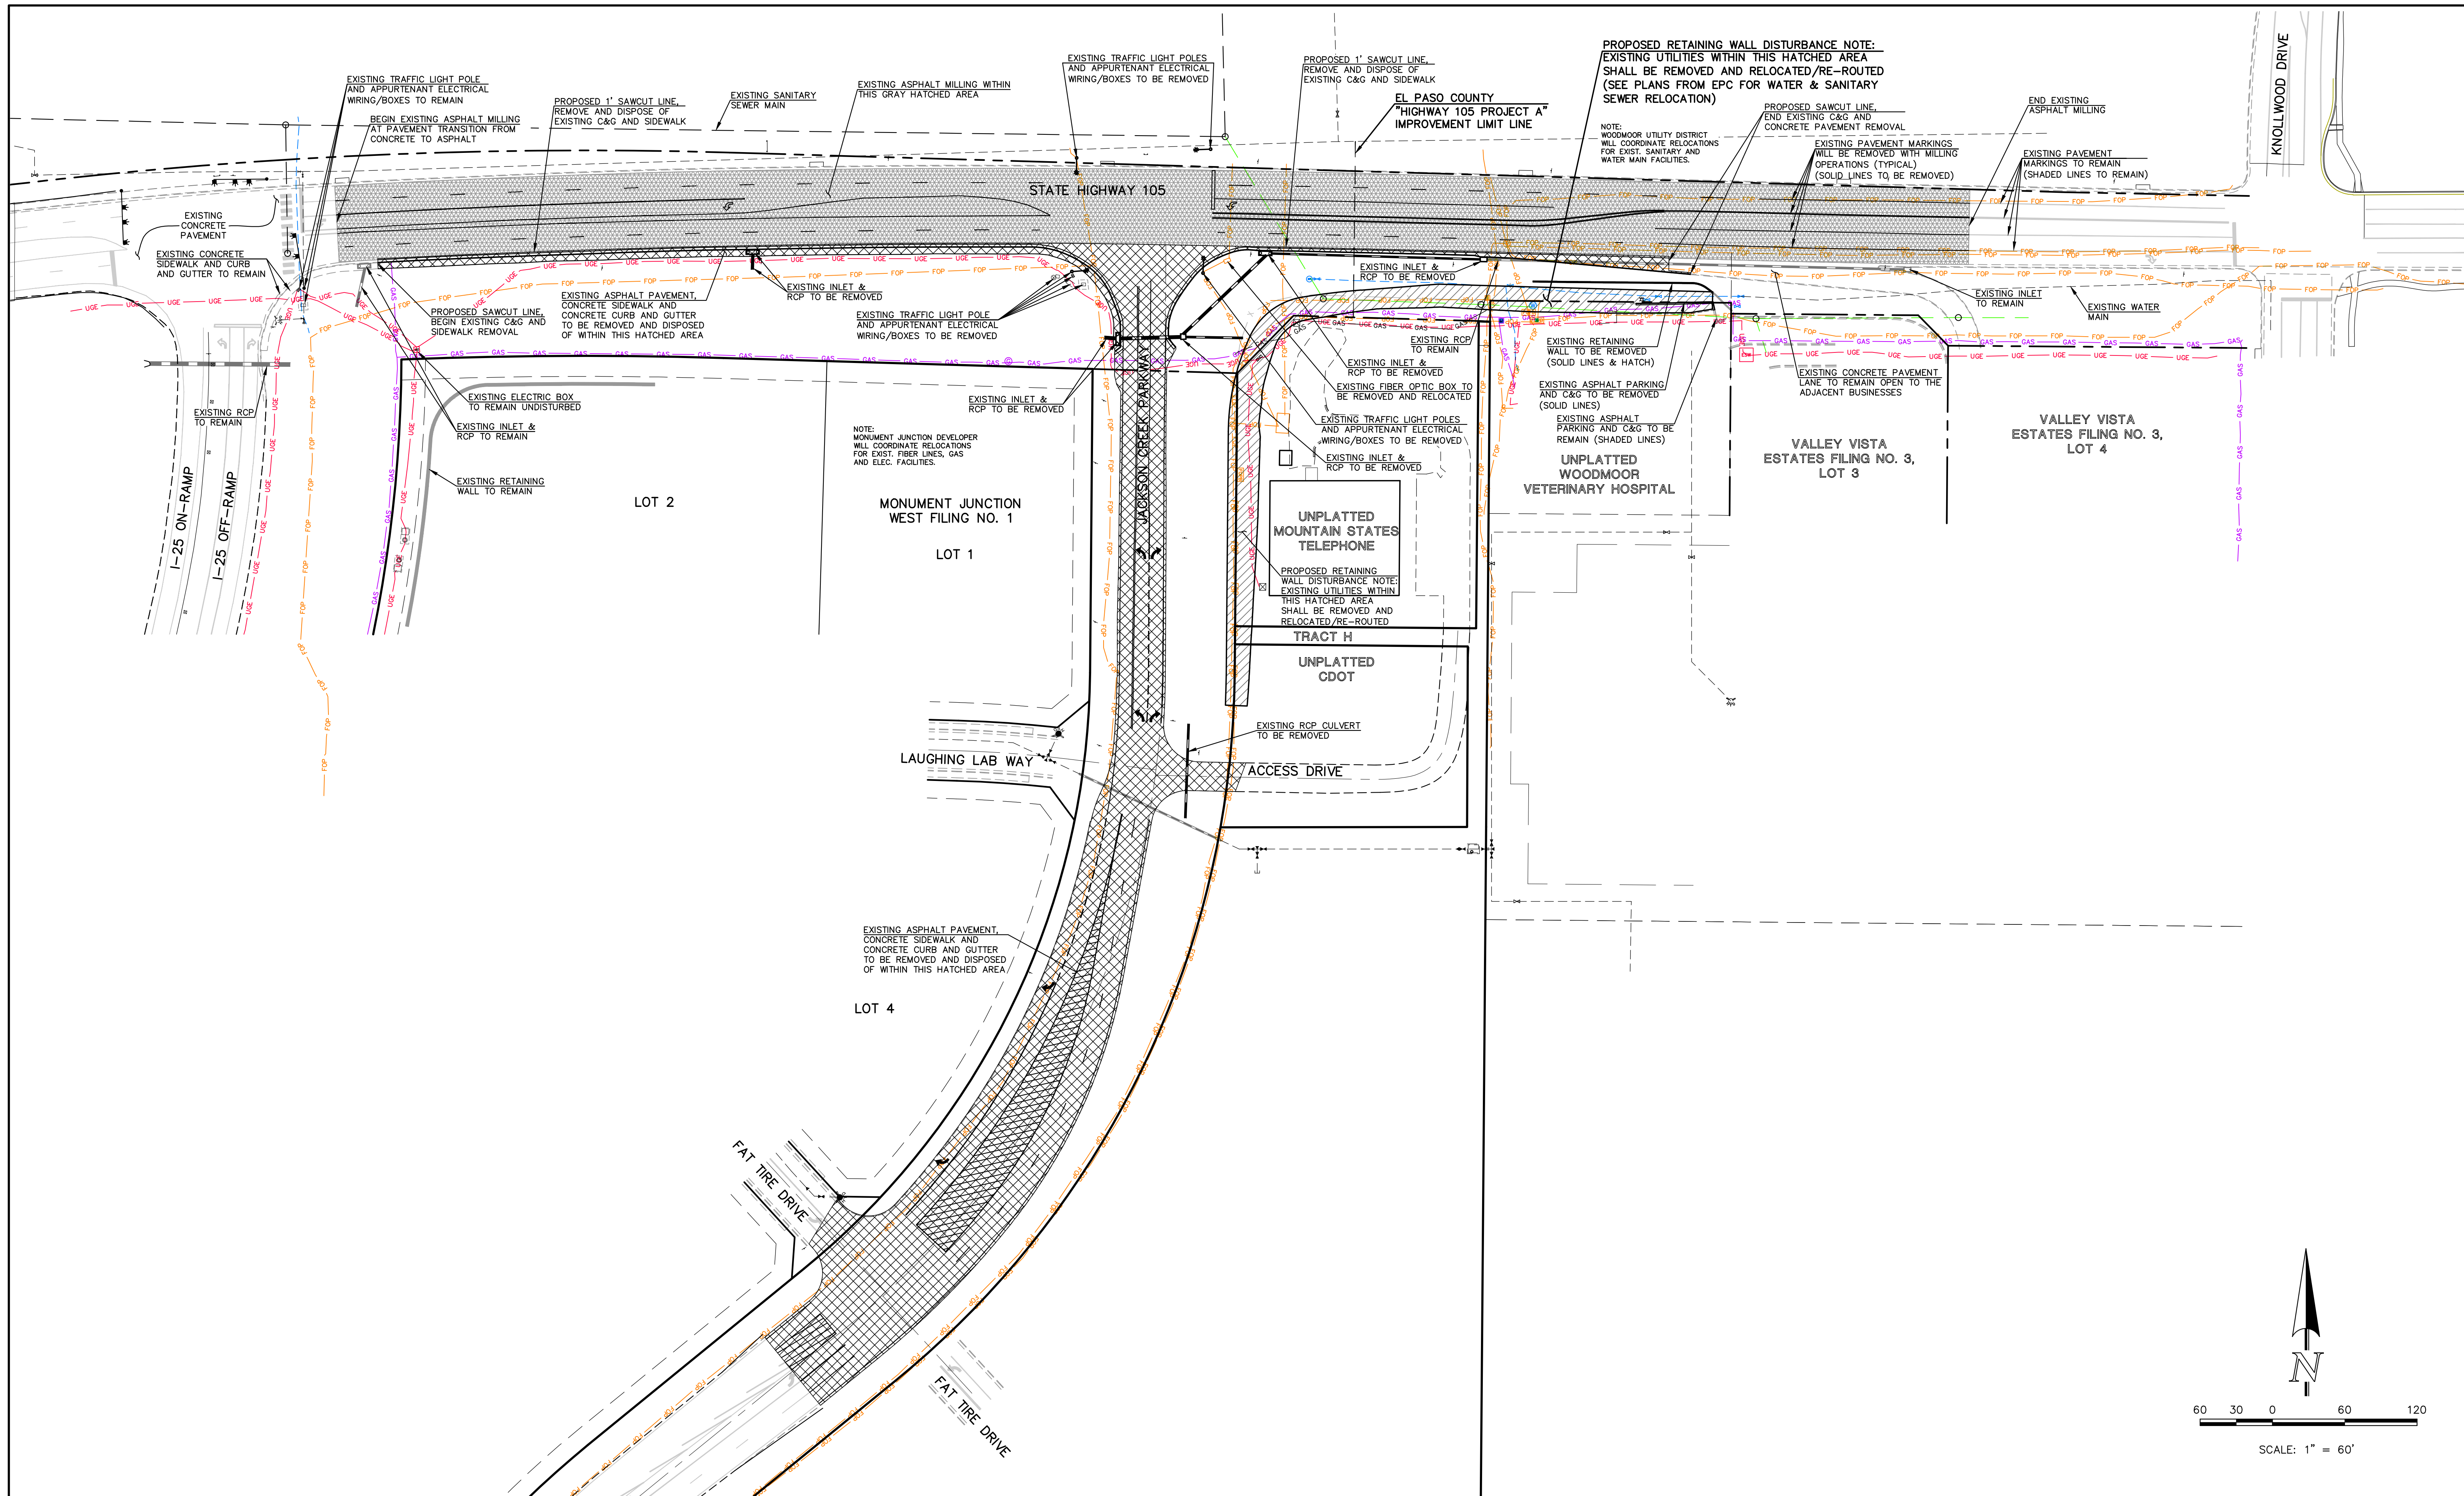 EXISTING TRAFFIC LIGHT POLE
AND APPURTENANT ELECTRICAL
WIRING/BOXES TO REMAIN
BEGIN EXISTING ASPHALT MILLING
AT PAVEMENT TRANSITION FROM
CONCRETE TO ASPHALT
PROPOSED 1' SAWCUT LINE,
REMOVE AND DISPOSE OF
EXISTING C&G AND SIDEWALK
EXISTING SANITARY
SEWER MAIN
EXISTING ASPHALT MILLING WITHIN
THIS GRAY HATCHED AREA
EXISTING TRAFFIC LIGHT POLES
AND APPURTENANT ELECTRICAL
WIRING/BOXES TO BE REMOVED
PROPOSED 1' SAWCUT LINE,
REMOVE AND DISPOSE OF
EXISTING C&G AND SIDEWALK
EL PASO COUNTY
"HIGHWAY 105 PROJECT A"
IMPROVEMENT LIMIT LINE
PROPOSED RETAINING WALL DISTURBANCE NOTE:
EXISTING UTILITIES WITHIN THIS HATCHED AREA
SHALL BE REMOVED AND RELOCATED/RE-ROUTED
(SEE PLANS FROM EPC FOR WATER & SANITARY
SEWER RELOCATION)
NOTE:
WOODMOOR UTILITY DISTRICT
WILL COORDINATE RELOCATIONS
FOR EXIST. SANITARY AND
WATER MAIN FACILITIES.
PROPOSED SAWCUT LINE,
END EXISTING C&G AND
CONCRETE PAVEMENT REMOVAL
EXISTING PAVEMENT MARKINGS
WILL BE REMOVED WITH MILLING
OPERATIONS (TYPICAL)
(SOLID LINES TO BE REMOVED)
END EXISTING
ASPHALT MILLING
EXISTING PAVEMENT
MARKINGS TO REMAIN
(SHADED LINES TO REMAIN)
KNOLLWOOD DRIVE
STATE HIGHWAY 105
EXISTING
CONCRETE
PAVEMENT
EXISTING CONCRETE
SIDEWALK AND CURB
AND GUTTER TO REMAIN
PROPOSED SAWCUT LINE,
BEGIN EXISTING C&G AND
SIDEWALK REMOVAL
EXISTING ASPHALT PAVEMENT,
CONCRETE SIDEWALK AND
CONCRETE CURB AND GUTTER
TO BE REMOVED AND DISPOSED
OF WITHIN THIS HATCHED AREA
EXISTING INLET &
RCP TO BE REMOVED
EXISTING TRAFFIC LIGHT POLE
AND APPURTENANT ELECTRICAL
WIRING/BOXES TO BE REMOVED
EXISTING INLET &
RCP TO BE REMOVED
EXISTING RCP
TO REMAIN
EXISTING INLET &
RCP TO BE REMOVED
EXISTING FIBER OPTIC BOX TO
BE REMOVED AND RELOCATED
EXISTING TRAFFIC LIGHT POLES
AND APPURTENANT ELECTRICAL
WIRING/BOXES TO BE REMOVED
EXISTING INLET &
RCP TO BE REMOVED
EXISTING RETAINING
WALL TO BE REMOVED
(SOLID LINES & HATCH)
EXISTING ASPHALT PARKING
AND C&G TO BE REMOVED
(SOLID LINES)
EXISTING ASPHALT
PARKING AND C&G TO BE
REMAIN (SHADED LINES)
EXISTING INLET
TO REMAIN
EXISTING WATER
MAIN
EXISTING CONCRETE PAVEMENT
LANE TO REMAIN OPEN TO THE
ADJACENT BUSINESSES
EXISTING RCP
TO REMAIN
EXISTING ELECTRIC BOX
TO REMAIN UNDISTURBED
EXISTING INLET &
RCP TO REMAIN
EXISTING RETAINING
WALL TO REMAIN
EXISTING INLET &
RCP TO BE REMOVED
NOTE:
MONUMENT JUNCTION DEVELOPER
WILL COORDINATE RELOCATIONS
FOR EXIST. FIBER LINES, GAS
AND ELEC. FACILITIES.
I-25 ON-RAMP
I-25 OFF-RAMP
LOT 2
MONUMENT JUNCTION
WEST FILING NO. 1
LOT 1
JACKSON CREEK PARKWAY
UNPLATTED
MOUNTAIN STATES
TELEPHONE
UNPLATTED
WOODMOOR
VETERINARY HOSPITAL
VALLEY VISTA
ESTATES FILING NO. 3,
LOT 3
VALLEY VISTA
ESTATES FILING NO. 3,
LOT 4
PROPOSED RETAINING
WALL DISTURBANCE NOTE:
EXISTING UTILITIES WITHIN
THIS HATCHED AREA
SHALL BE REMOVED AND
RELOCATED/RE-ROUTED
TRACT H
UNPLATTED
CDOT
EXISTING RCP CULVERT
TO BE REMOVED
LAUGHING LAB WAY
ACCESS DRIVE
EXISTING ASPHALT PAVEMENT,
CONCRETE SIDEWALK AND
CONCRETE CURB AND GUTTER
TO BE REMOVED AND DISPOSED
OF WITHIN THIS HATCHED AREA
LOT 4
FAT TIRE DRIVE
FAT TIRE DRIVE
N
60 30 0 60 120
SCALE: 1" = 60'
UGE
FOP
GAS